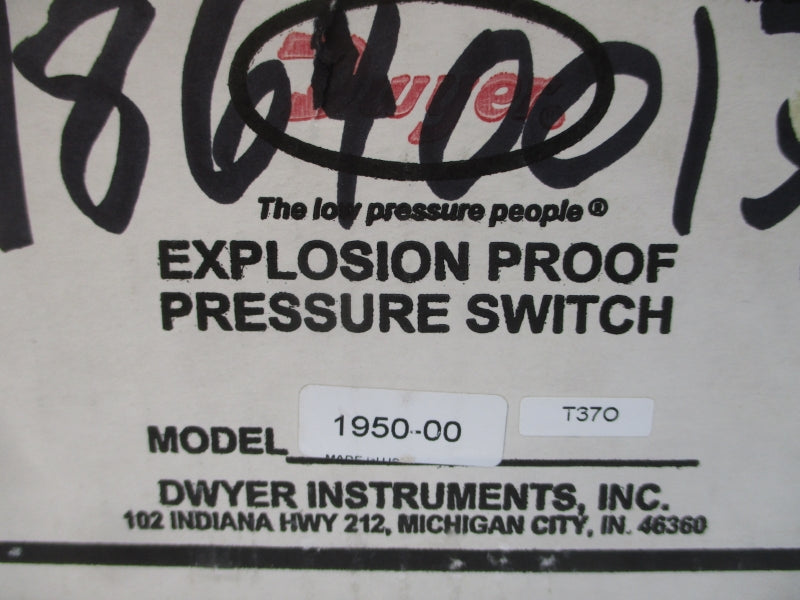 18640013
Dwyer
The low pressure people®
EXPLOSION PROOF
PRESSURE SWITCH
MODEL 1950-00 T370
DWYER INSTRUMENTS, INC.
102 INDIANA HWY 212, MICHIGAN CITY, IN. 46360